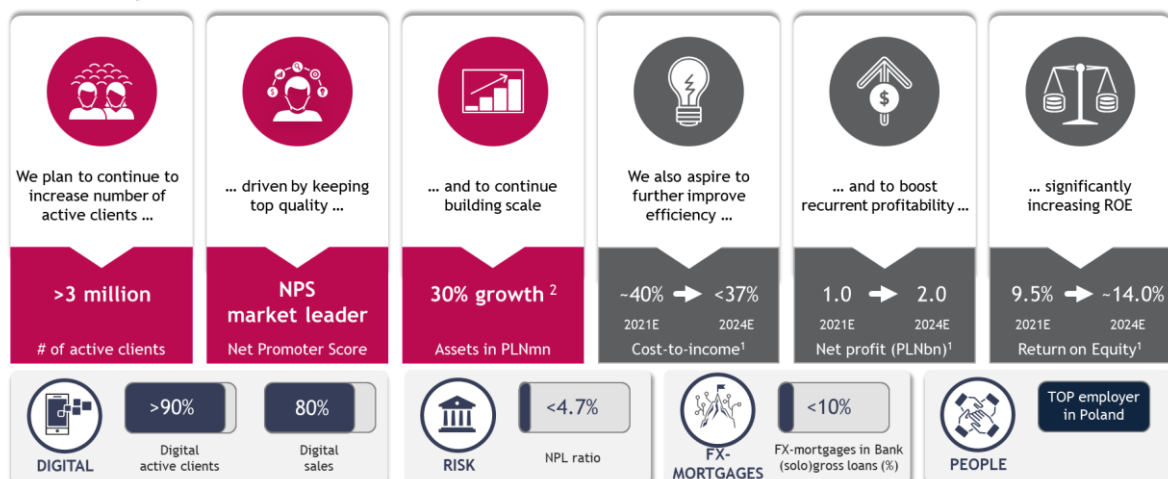 We plan to continue to
increase number of
active clients ...
>3 million
# of active clients
... driven by keeping
top quality ...
NPS
market leader
Net Promoter Score
... and to continue
building scale
30% growth 2
Assets in PLNmn
We also aspire to
further improve
efficiency ...
~40% <37%
2021E 2024E
Cost-to-income1
... and to boost
recurrent profitability ...
1.0 2.0
2021E 2024E
Net profit (PLNbn)1
... significantly
increasing ROE
9.5% ~14.0%
2021E 2024E
Return on Equity1
DIGITAL
>90%
Digital
active clients
80%
Digital
sales
RISK
<4.7%
NPL ratio
FX-
MORTGAGES
<10%
FX-mortgages in Bank
(solo)gross loans (%)
PEOPLE
TOP employer
in Poland